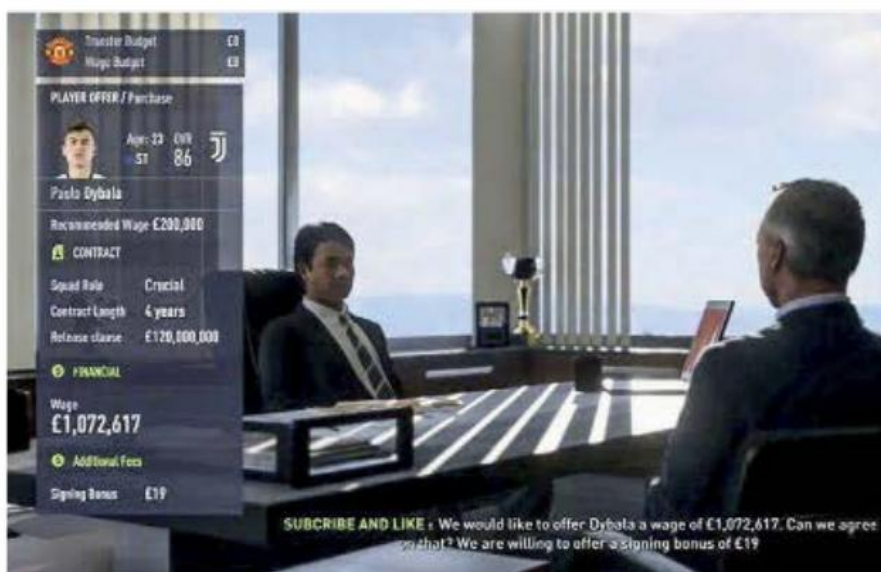 Transfer Budget £0
Wage Budget £0
PLAYER OFFER / Purchase
Age: 23 OVR
ST 86
Paulo Dybala
Recommended Wage £200,000
CONTRACT
Squad Role Crucial
Contract Length 4 years
Release clause £120,000,000
FINANCIAL
Wage
£1,072,617
Additional Fees
Signing Bonus £19
SUBCRIBE AND LIKE : We would like to offer Dybala a wage of £1,072,617. Can we agree
on that? We are willing to offer a signing bonus of £19